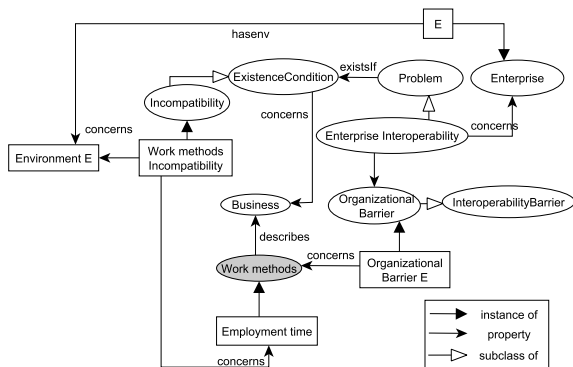 E
hasenv
existsIf
ExistenceCondition
Problem
Enterprise
Incompatibility
concerns
concerns
Enterprise Interoperability
concerns
Environment E
Work methods
Incompatibility
Business
Organizational
Barrier
InteroperabilityBarrier
describes
Work methods
concerns
Organizational
Barrier E
Employment time
concerns
instance of
property
subclass of